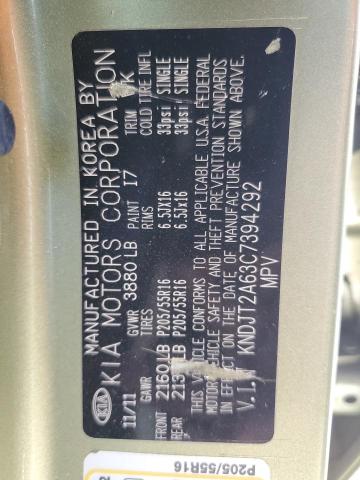 KIA
MANUFACTURED IN KOREA BY
KIA MOTORS CORPORATION
11/11 GVWR 3880LB PAINT I7 TRIM K
GAWR TIRES RIMS COLD TIRE INFL
FRONT 2160LB P205/55R16 6.5JX16 33psi SINGLE
REAR LB P205/55R16 6.5JX16 33psi SINGLE
THIS VEHICLE CONFORMS TO ALL APPLICABLE U.S.A. FEDERAL
MOTOR VEHICLE SAFETY AND THEFT PREVENTION STANDARDS
IN EFFECT ON THE DATE OF MANUFACTURE SHOWN ABOVE.
V.I.N KNDJT2A63C7394292
MPV
P205/55R16